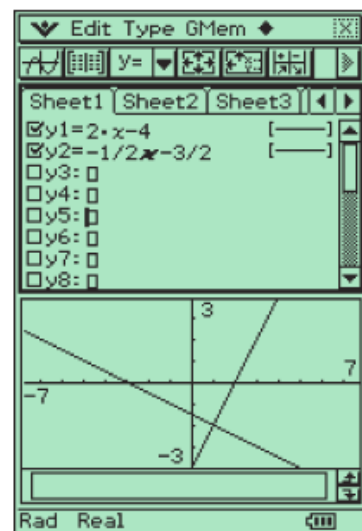 Edit Type GMem ◆
y=
Sheet1 Sheet2 Sheet3
y1=2·x-4 [——]
y2=-1/2x-3/2 [——]
y3:
y4:
y5:
y6:
y7:
y8:
3
7
-7
-3
Rad Real